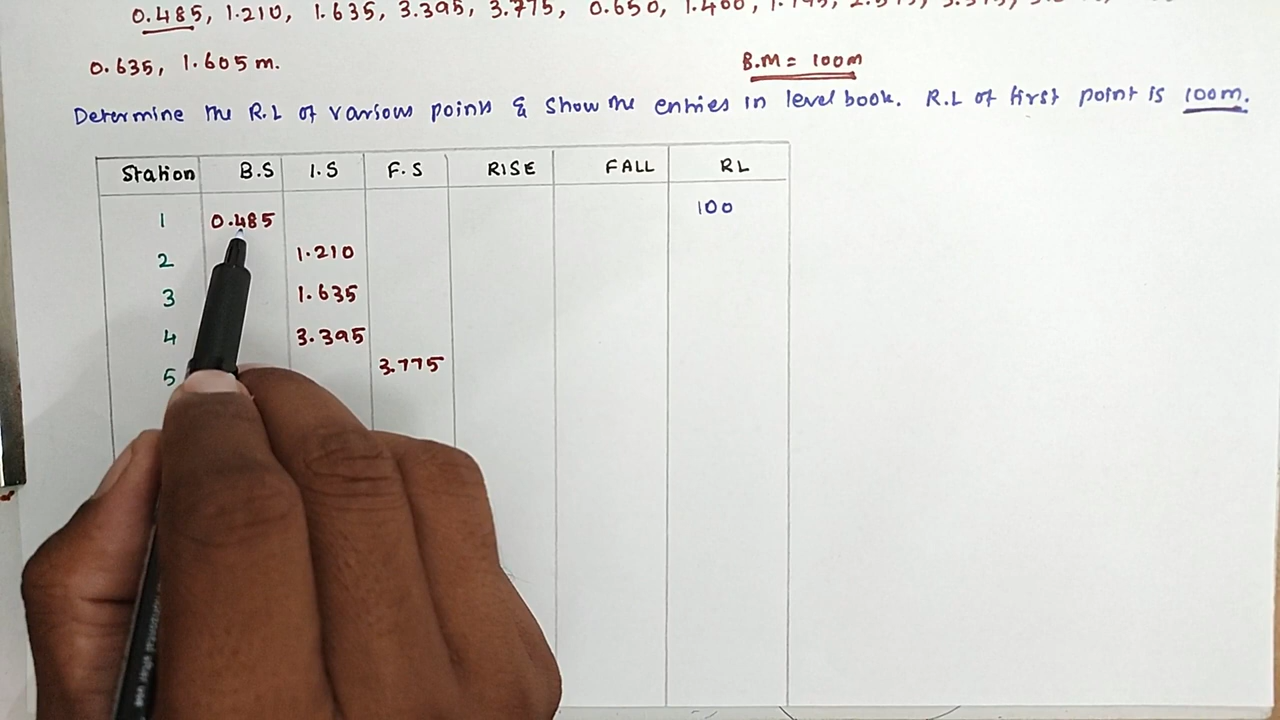 0.485, 1.210, 1.635, 3.395, 3.775, 0.650, 1.400,
0.635, 1.605 m.
B.M = 100m
Determine the R.L of various points & show the entries in level book. R.L of first point is 100m.
Station B.S I.S F.S RISE FALL RL
1 0.485 100
2 1.210
3 1.635
4 3.395
5 3.775